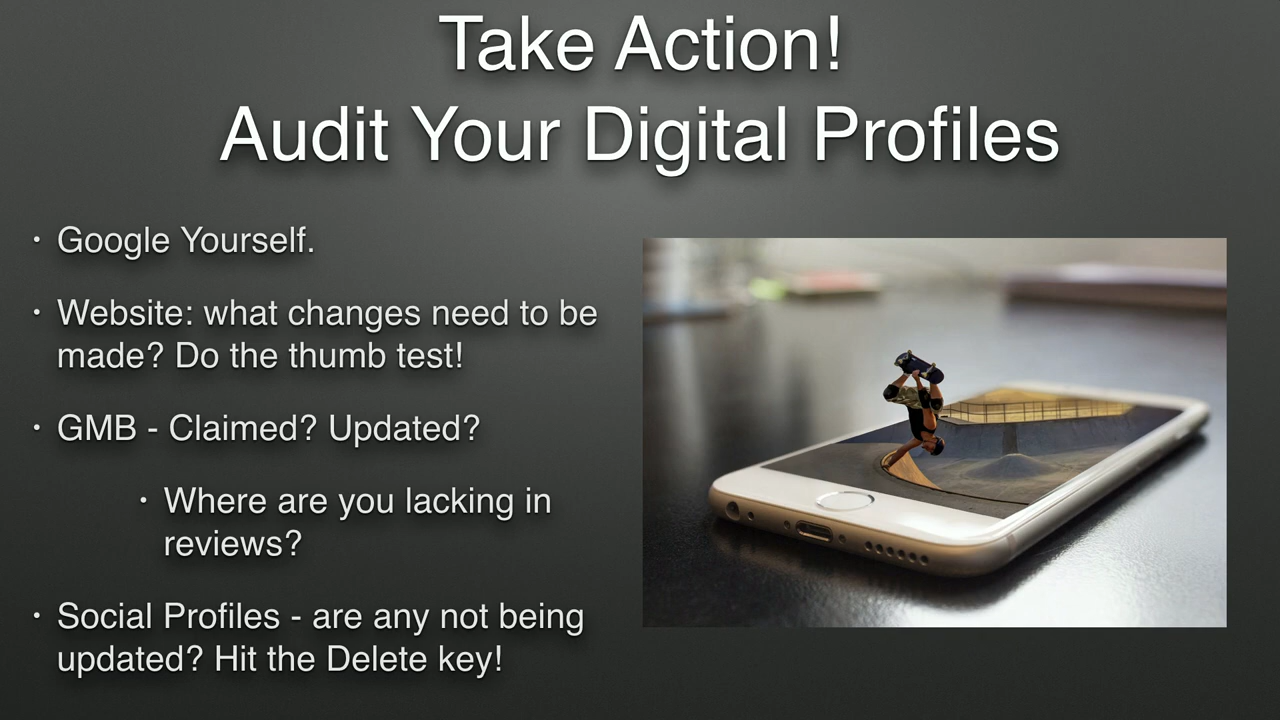 Take Action!
Audit Your Digital Profiles
• Google Yourself.
• Website: what changes need to be
made? Do the thumb test!
• GMB - Claimed? Updated?
• Where are you lacking in
reviews?
• Social Profiles - are any not being
updated? Hit the Delete key!